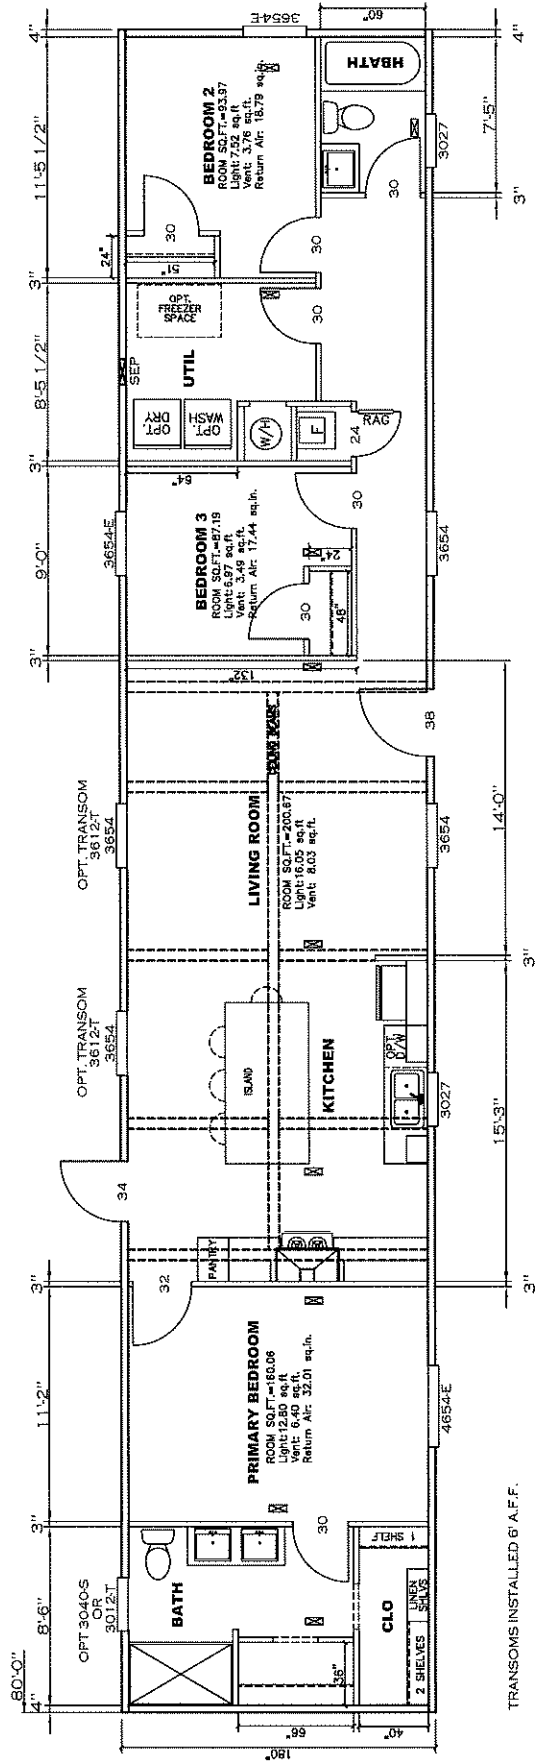 80'-0"
4"
8'-6"
3"
11'-2"
3"
3"
9'-0"
3"
8'-5 1/2"
3"
11'-5 1/2"
4"
OPT 3040-S
OR
3012-T
OPT. TRANSOM
3612-T
3654
OPT. TRANSOM
3612-T
3654
3654-E
SEP
34
32
24"
51"
30
64"
132"
OPT.
DRY
OPT.
WASH
OPT.
FREEZER
SPACE
UTIL
W/H
F
24
RAG
BEDROOM 2
ROOM SQ.FT.=93.97
Light: 7.52 sq.ft
Vent: 3.76 sq.ft.
Return Air: 18.79 sq.in.
3654-E
BEDROOM 3
ROOM SQ.FT.=87.19
Light: 6.97 sq.ft
Vent: 3.49 sq.ft.
Return Air: 17.44 sq.in.
30
48"
24"
30
30
30
30
HBATH
60"
3027
4"
7'-5"
3"
LIVING ROOM
ROOM SQ.FT.=200.67
Light: 16.05 sq.ft
Vent: 8.03 sq.ft.
38
3654
3654
ISLAND
KITCHEN
PANTRY
OPT.
D/W
3027
PRIMARY BEDROOM
ROOM SQ.FT.=160.06
Light: 12.80 sq.ft
Vent: 6.40 sq.ft.
Return Air: 32.01 sq.in.
4654-E
BATH
30
36"
CLO
1 SHELF
LINEN
SHLVS
2 SHELVES
180"
66"
40"
3"
15'-3"
3"
14'-0"
TRANSOMS INSTALLED 6' A.F.F.